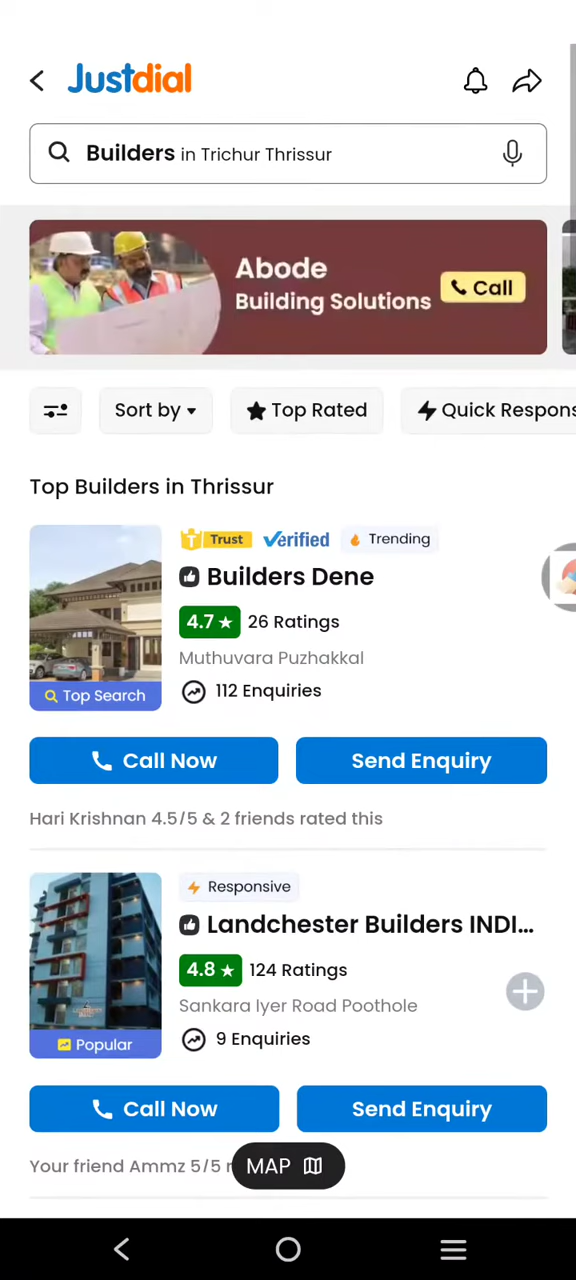 Justdial
Builders in Trichur Thrissur
Abode
Building Solutions
Call
Sort by
Top Rated
Quick Respons
Top Builders in Thrissur
Trust Verified Trending
Builders Dene
4.7 ★ 26 Ratings
Muthuvara Puzhakkal
112 Enquiries
Top Search
Call Now
Send Enquiry
Hari Krishnan 4.5/5 & 2 friends rated this
Responsive
Landchester Builders INDI...
4.8 ★ 124 Ratings
Sankara Iyer Road Poothole
9 Enquiries
Popular
Call Now
Send Enquiry
Your friend Ammz 5/5 r
MAP